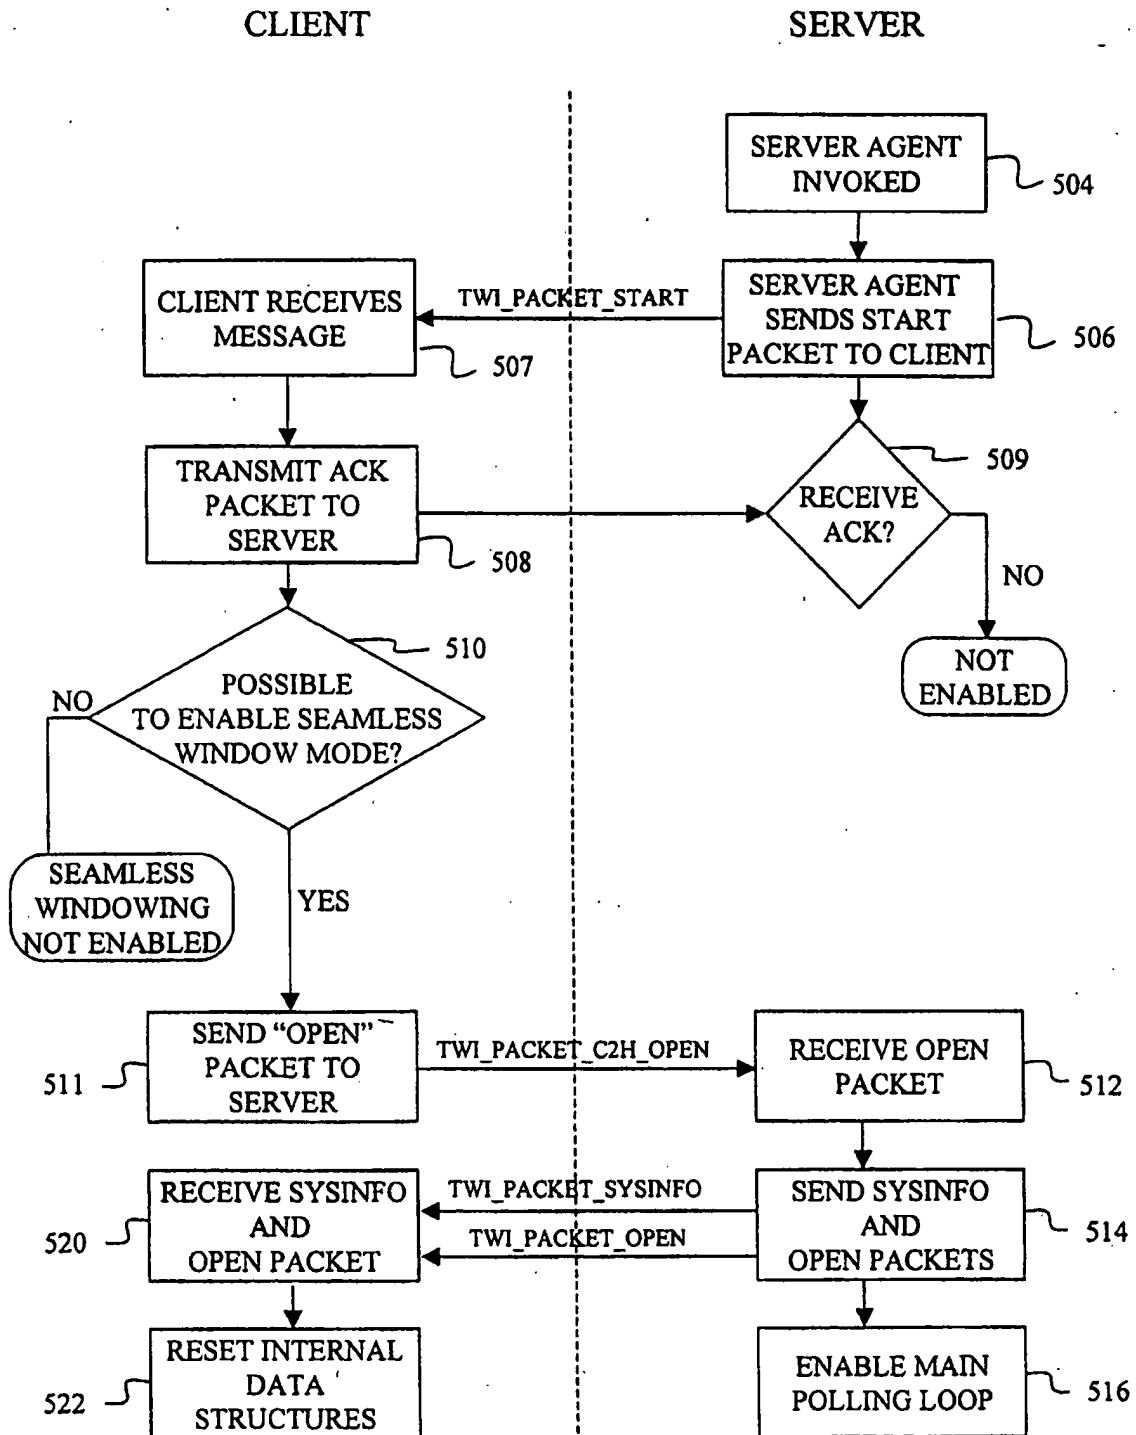 CLIENT
SERVER
SERVER AGENT
INVOKED
504
CLIENT RECEIVES
MESSAGE
507
TWI_PACKET_START
SERVER AGENT
SENDS START
PACKET TO CLIENT
506
TRANSMIT ACK
PACKET TO
SERVER
508
RECEIVE
ACK?
509
NO
NOT
ENABLED
510
POSSIBLE
TO ENABLE SEAMLESS
WINDOW MODE?
NO
SEAMLESS
WINDOWING
NOT ENABLED
YES
SEND “OPEN”
PACKET TO
SERVER
511
TWI_PACKET_C2H_OPEN
RECEIVE OPEN
PACKET
512
RECEIVE SYSINFO
AND
OPEN PACKET
520
TWI_PACKET_SYSINFO
TWI_PACKET_OPEN
SEND SYSINFO
AND
OPEN PACKETS
514
RESET INTERNAL
DATA
STRUCTURES
522
ENABLE MAIN
POLLING LOOP
516